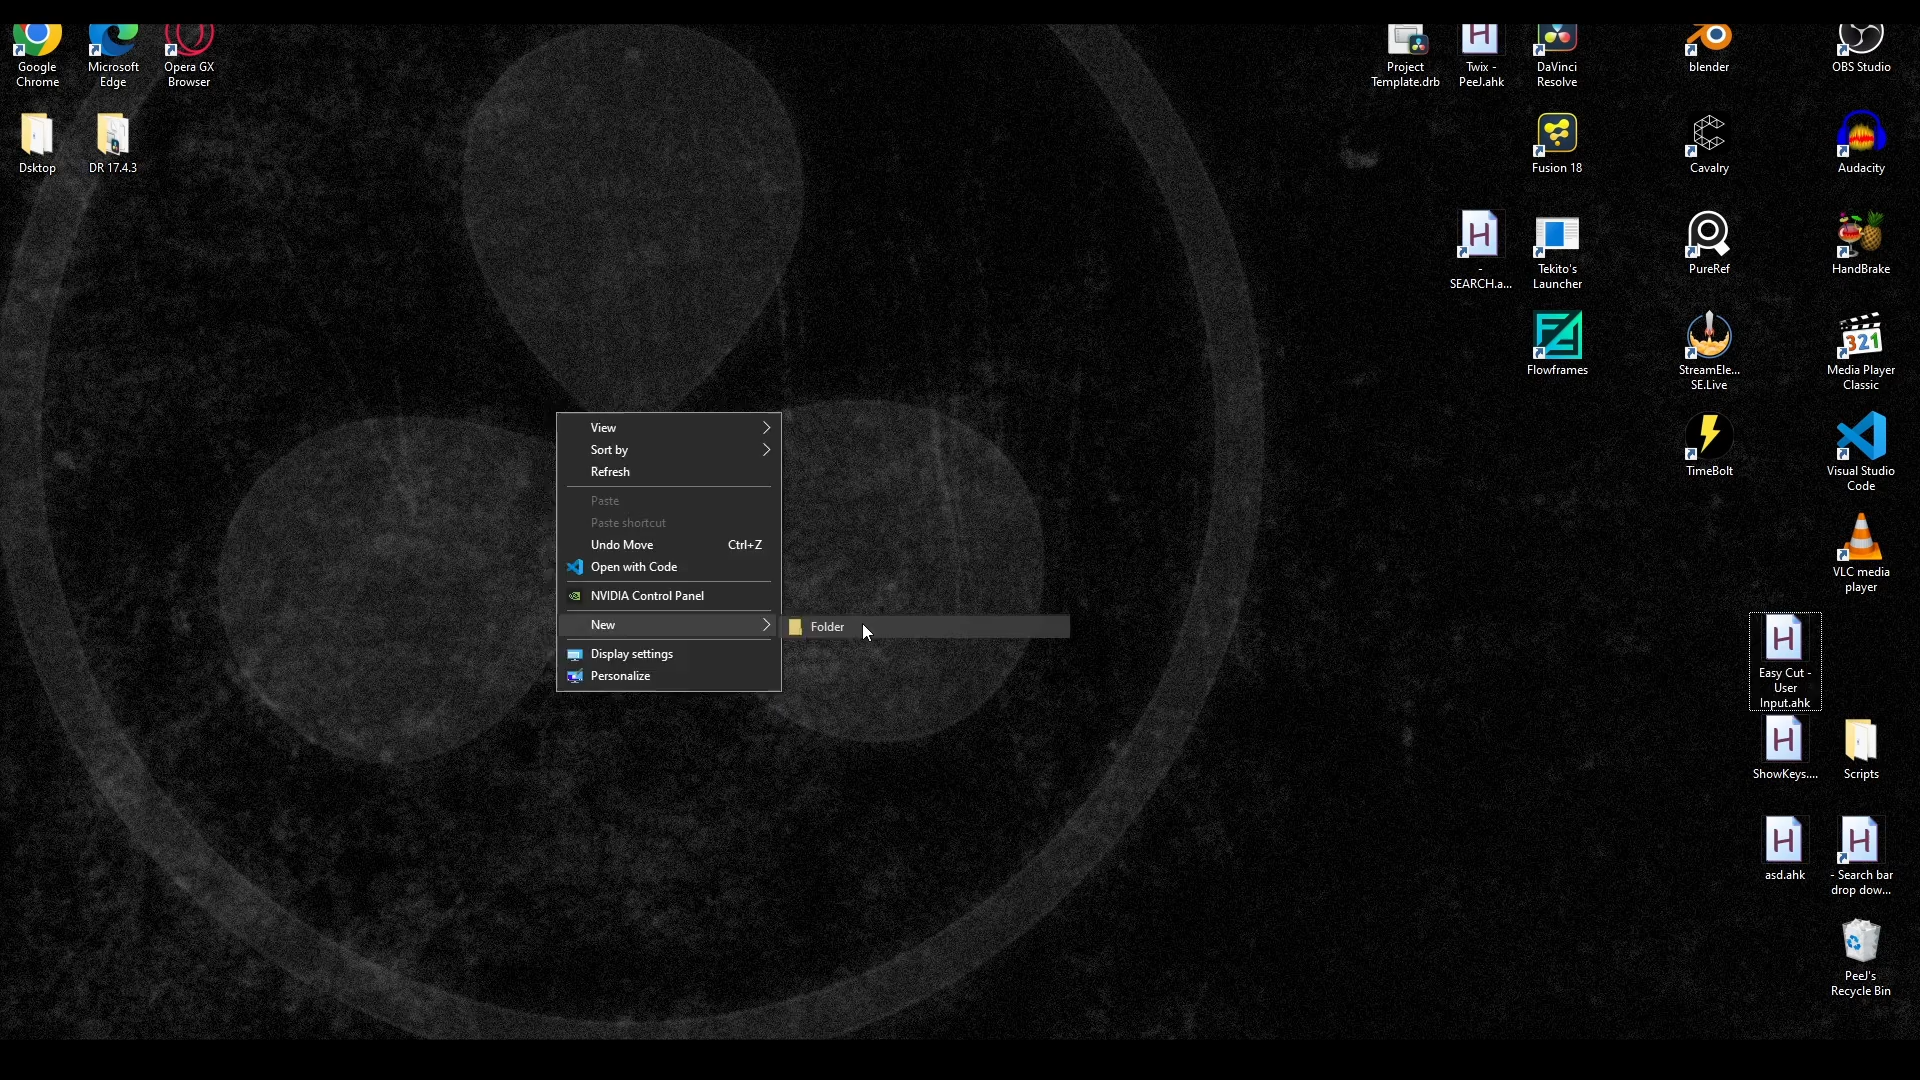 Google
Chrome
Microsoft
Edge
Opera GX
Browser
Project
Template.drb
Twix -
PeeJ.ahk
DaVinci
Resolve
blender
OBS Studio
Dsktop
DR 17.4.3
Fusion 18
Cavalry
Audacity
-
SEARCH.a...
Tekito's
Launcher
PureRef
HandBrake
Flowframes
StreamEle...
SE.Live
321
Media Player
Classic
TimeBolt
Visual Studio
Code
VLC media
player
View
Sort by
Refresh
Paste
Paste shortcut
Undo Move Ctrl+Z
Open with Code
NVIDIA Control Panel
New
Folder
Display settings
Personalize
Easy Cut -
User
Input.ahk
ShowKeys....
Scripts
asd.ahk
- Search bar
drop dow...
PeeJ's
Recycle Bin